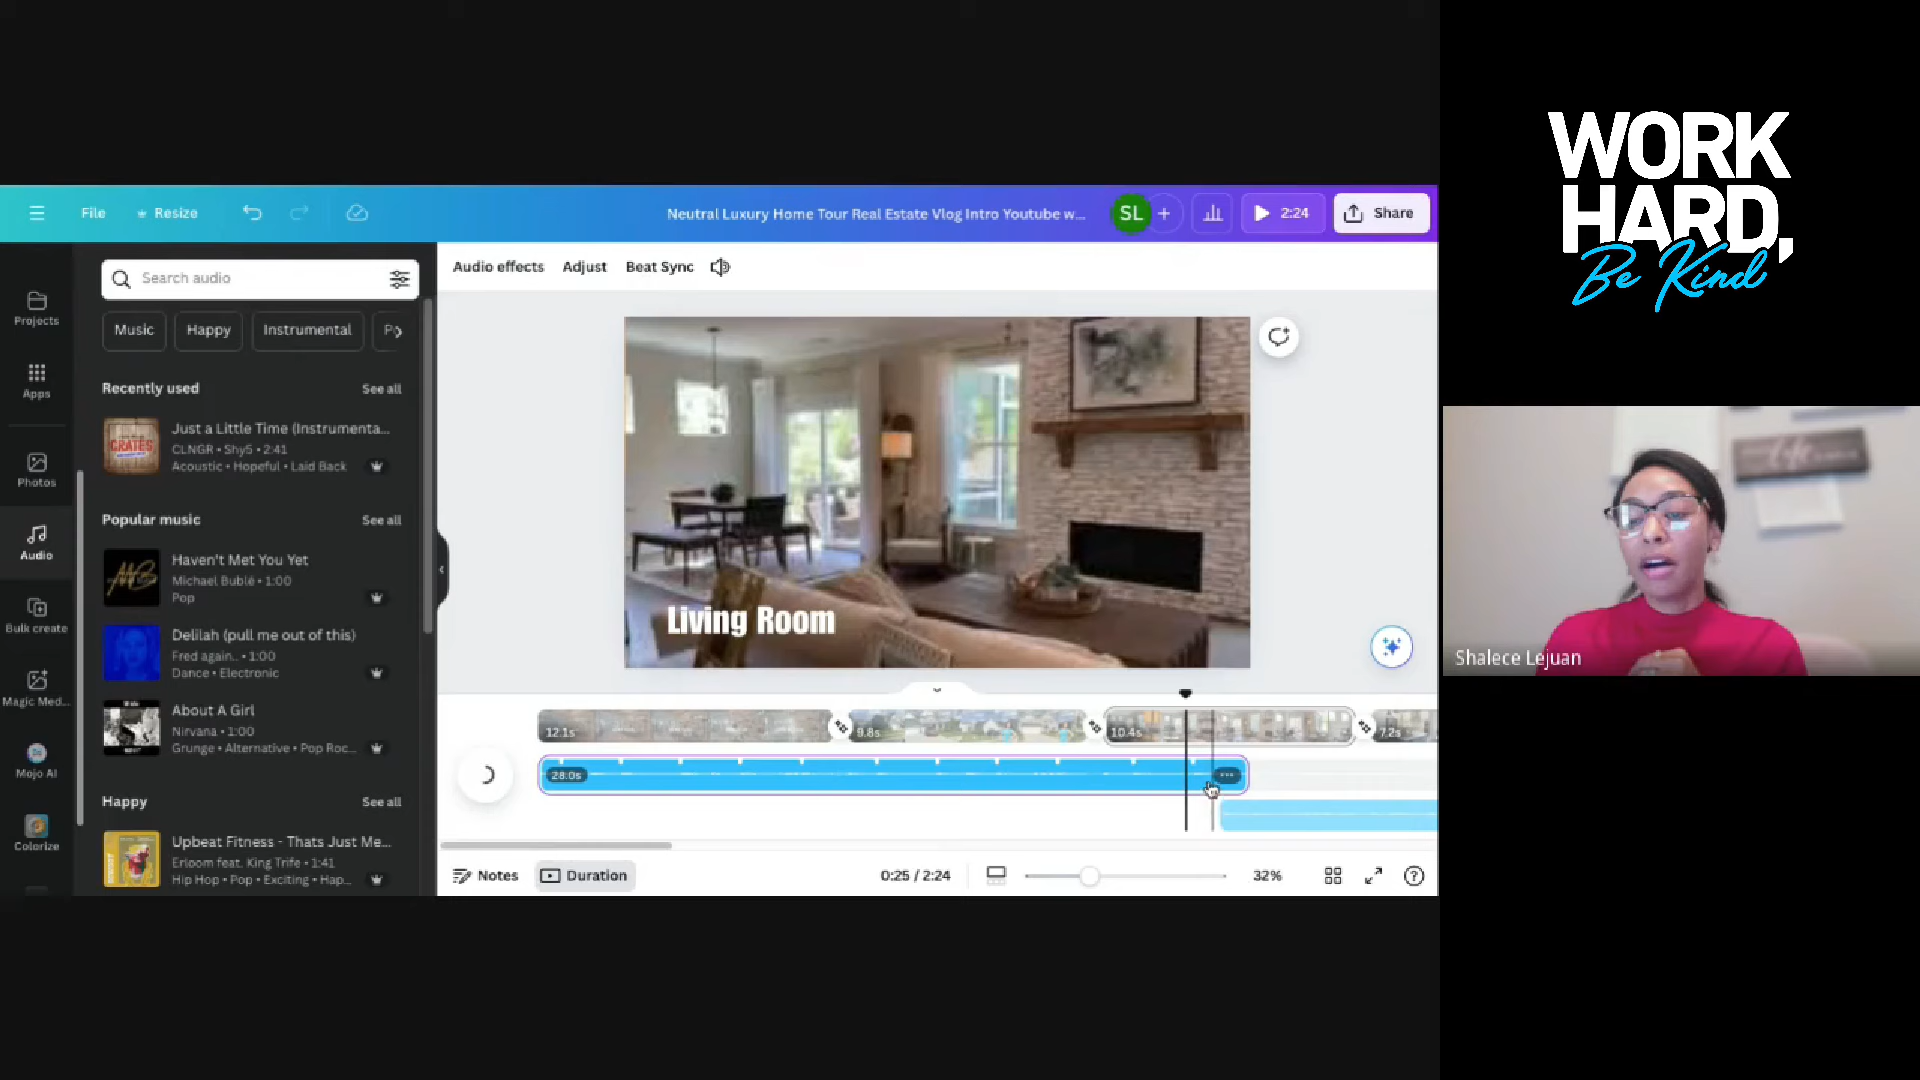 File
Resize
Neutral Luxury Home Tour Real Estate Vlog Intro Youtube w...
SL
2:24
Share
Search audio
Music
Happy
Instrumental
Recently used
See all
Just a Little Time (Instrumenta...
CLNGR • Shy5 • 2:41
Acoustic • Hopeful • Laid Back
Popular music
See all
Haven't Met You Yet
Michael Bublé • 1:00
Pop
Delilah (pull me out of this)
Fred again.. • 1:00
Dance • Electronic
About A Girl
Nirvana • 1:00
Grunge • Alternative • Pop Roc...
Happy
See all
Upbeat Fitness - Thats Just Me...
Erloom feat. King Trife • 1:41
Hip Hop • Pop • Exciting • Hap...
Projects
Apps
Photos
Audio
Bulk create
Magic Med...
Mojo AI
Colorize
CRATES
Audio effects
Adjust
Beat Sync
Living Room
12.1s
9.8s
10.4s
7.2s
28.0s
Notes
Duration
0:25 / 2:24
32%
WORK
HARD,
Be Kind
Shalece Lejuan